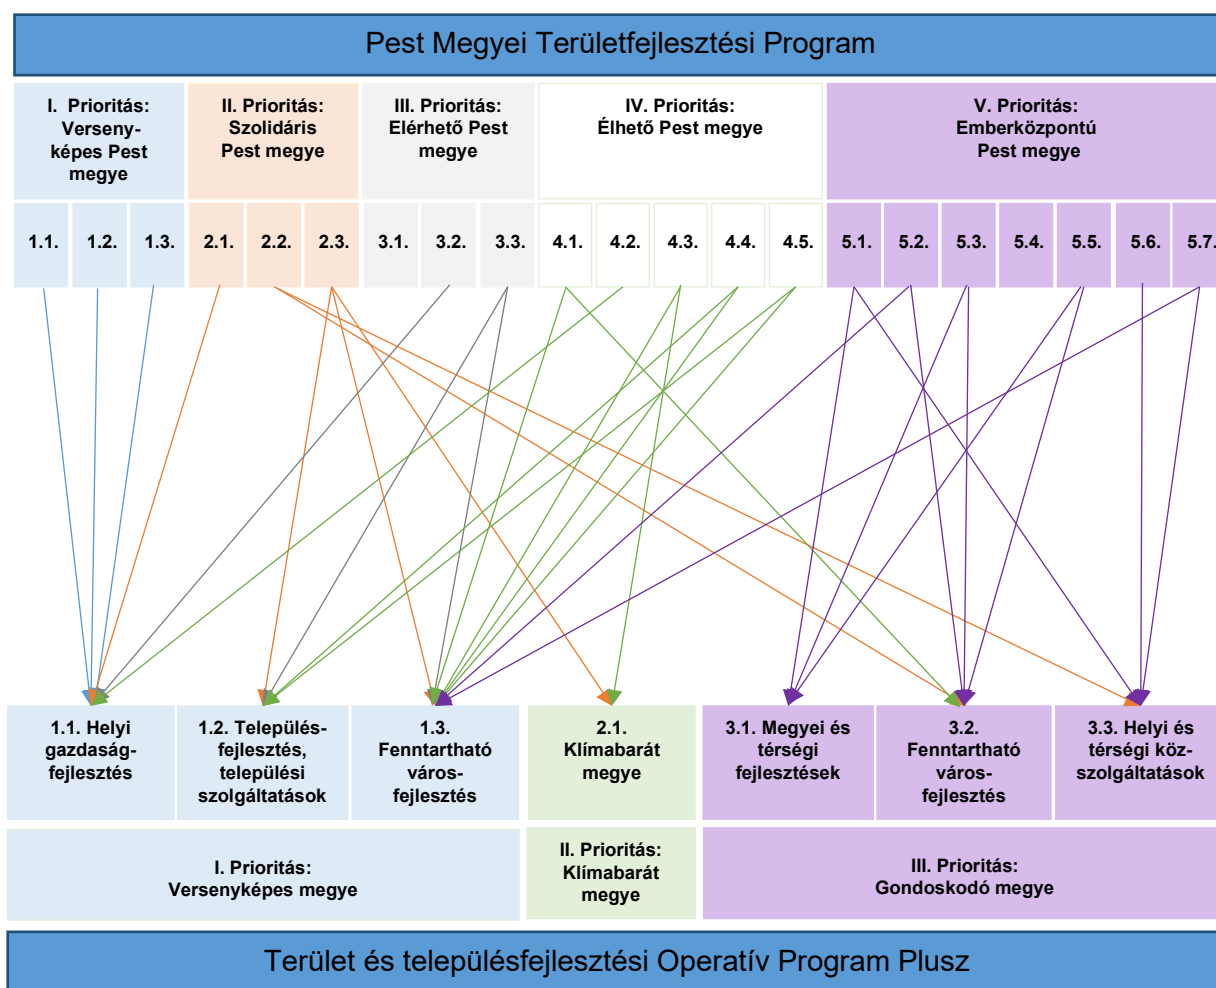 Pest Megyei Területfejlesztési Program
I. Prioritás:
Verseny-
képes Pest
megye
II. Prioritás:
Szolidáris
Pest megye
III. Prioritás:
Elérhető Pest
megye
IV. Prioritás:
Élhető Pest megye
V. Prioritás:
Emberközpontú
Pest megye
1.1. 1.2. 1.3. 2.1. 2.2. 2.3. 3.1. 3.2. 3.3. 4.1. 4.2. 4.3. 4.4. 4.5. 5.1. 5.2. 5.3. 5.4. 5.5. 5.6. 5.7.
1.1. Helyi
gazdaság-
fejlesztés
1.2. Település-
fejlesztés,
települési
szolgáltatások
1.3.
Fenntartható
város-
fejlesztés
2.1.
Klímabarát
megye
3.1. Megyei és
térségi
fejlesztések
3.2.
Fenntartható
város-
fejlesztés
3.3. Helyi és
térségi köz-
szolgáltatások
I. Prioritás:
Versenyképes megye
II. Prioritás:
Klímabarát
megye
III. Prioritás:
Gondoskodó megye
Terület és településfejlesztési Operatív Program Plusz